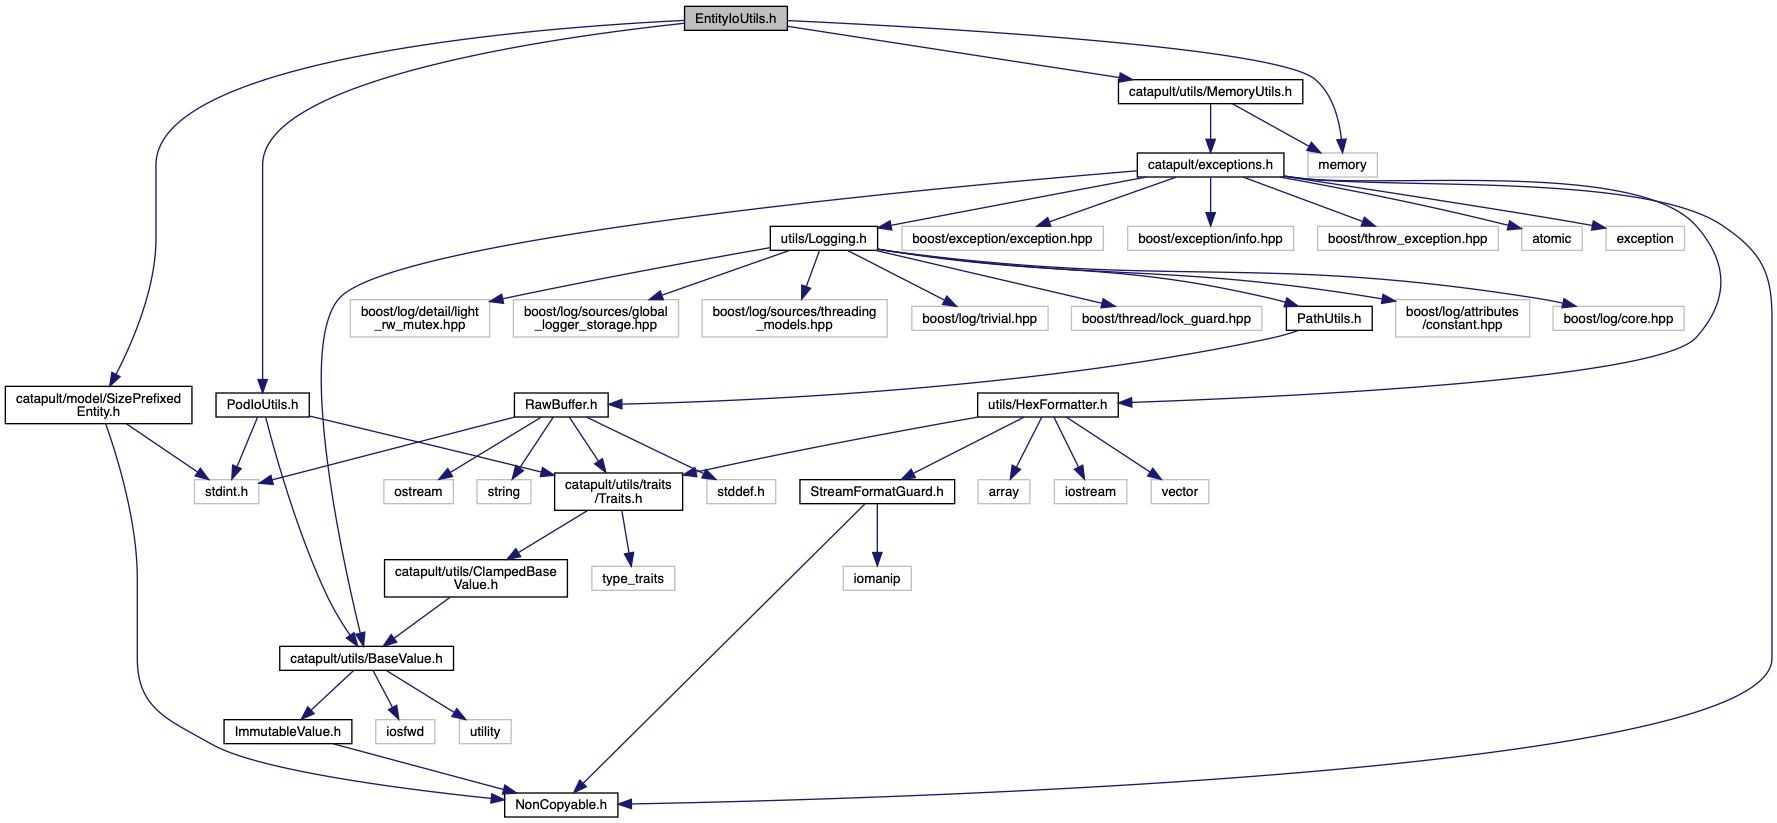 EntityIoUtils.h
catapult/utils/MemoryUtils.h
catapult/exceptions.h
memory
utils/Logging.h
boost/exception/exception.hpp
boost/exception/info.hpp
boost/throw_exception.hpp
atomic
exception
boost/log/detail/light
_rw_mutex.hpp
boost/log/sources/global
_logger_storage.hpp
boost/log/sources/threading
_models.hpp
boost/log/trivial.hpp
boost/thread/lock_guard.hpp
PathUtils.h
boost/log/attributes
/constant.hpp
boost/log/core.hpp
catapult/model/SizePrefixed
Entity.h
PodIoUtils.h
RawBuffer.h
utils/HexFormatter.h
stdint.h
ostream
string
catapult/utils/traits
/Traits.h
stddef.h
StreamFormatGuard.h
array
iostream
vector
catapult/utils/ClampedBase
Value.h
type_traits
iomanip
catapult/utils/BaseValue.h
ImmutableValue.h
iosfwd
utility
NonCopyable.h